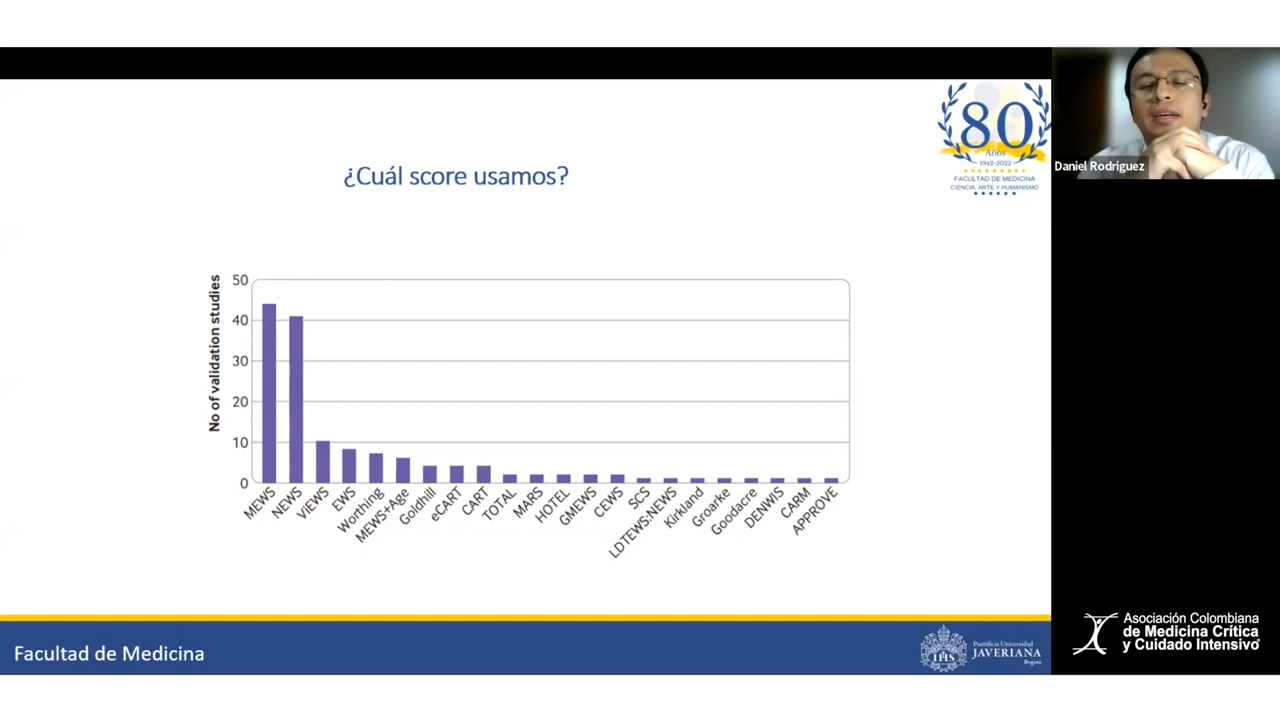 80
Años
1942-2022
FACULTAD DE MEDICINA
CIENCIA, ARTE Y HUMANISMO
Daniel Rodriguez
¿Cuál score usamos?
No of validation studies
50
40
30
20
10
0
MEWS
NEWS
ViEWS
EWS
Worthing
MEWS+Age
Goldhill
eCART
CART
TOTAL
MARS
HOTEL
GMEWS
CEWS
SCS
LDTEWS:NEWS
Kirkland
Groarke
Goodacre
DENWIS
CARM
APPROVE
Facultad de Medicina
IHS
Pontificia Universidad
JAVERIANA
Bogotá
Asociación Colombiana
de Medicina Crítica
y Cuidado Intensivo